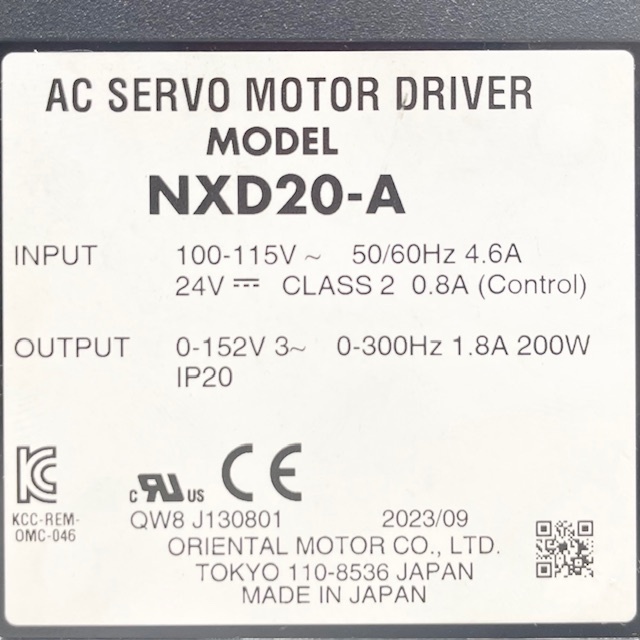 AC SERVO MOTOR DRIVER
MODEL
NXD20-A
INPUT 100-115V ~ 50/60Hz 4.6A
24V ⎓ CLASS 2 0.8A (Control)
OUTPUT 0-152V 3~ 0-300Hz 1.8A 200W
IP20
KC
KCC-REM-
OMC-046
c RU US
CE
QW8 J130801 2023/09
ORIENTAL MOTOR CO., LTD.
TOKYO 110-8536 JAPAN
MADE IN JAPAN